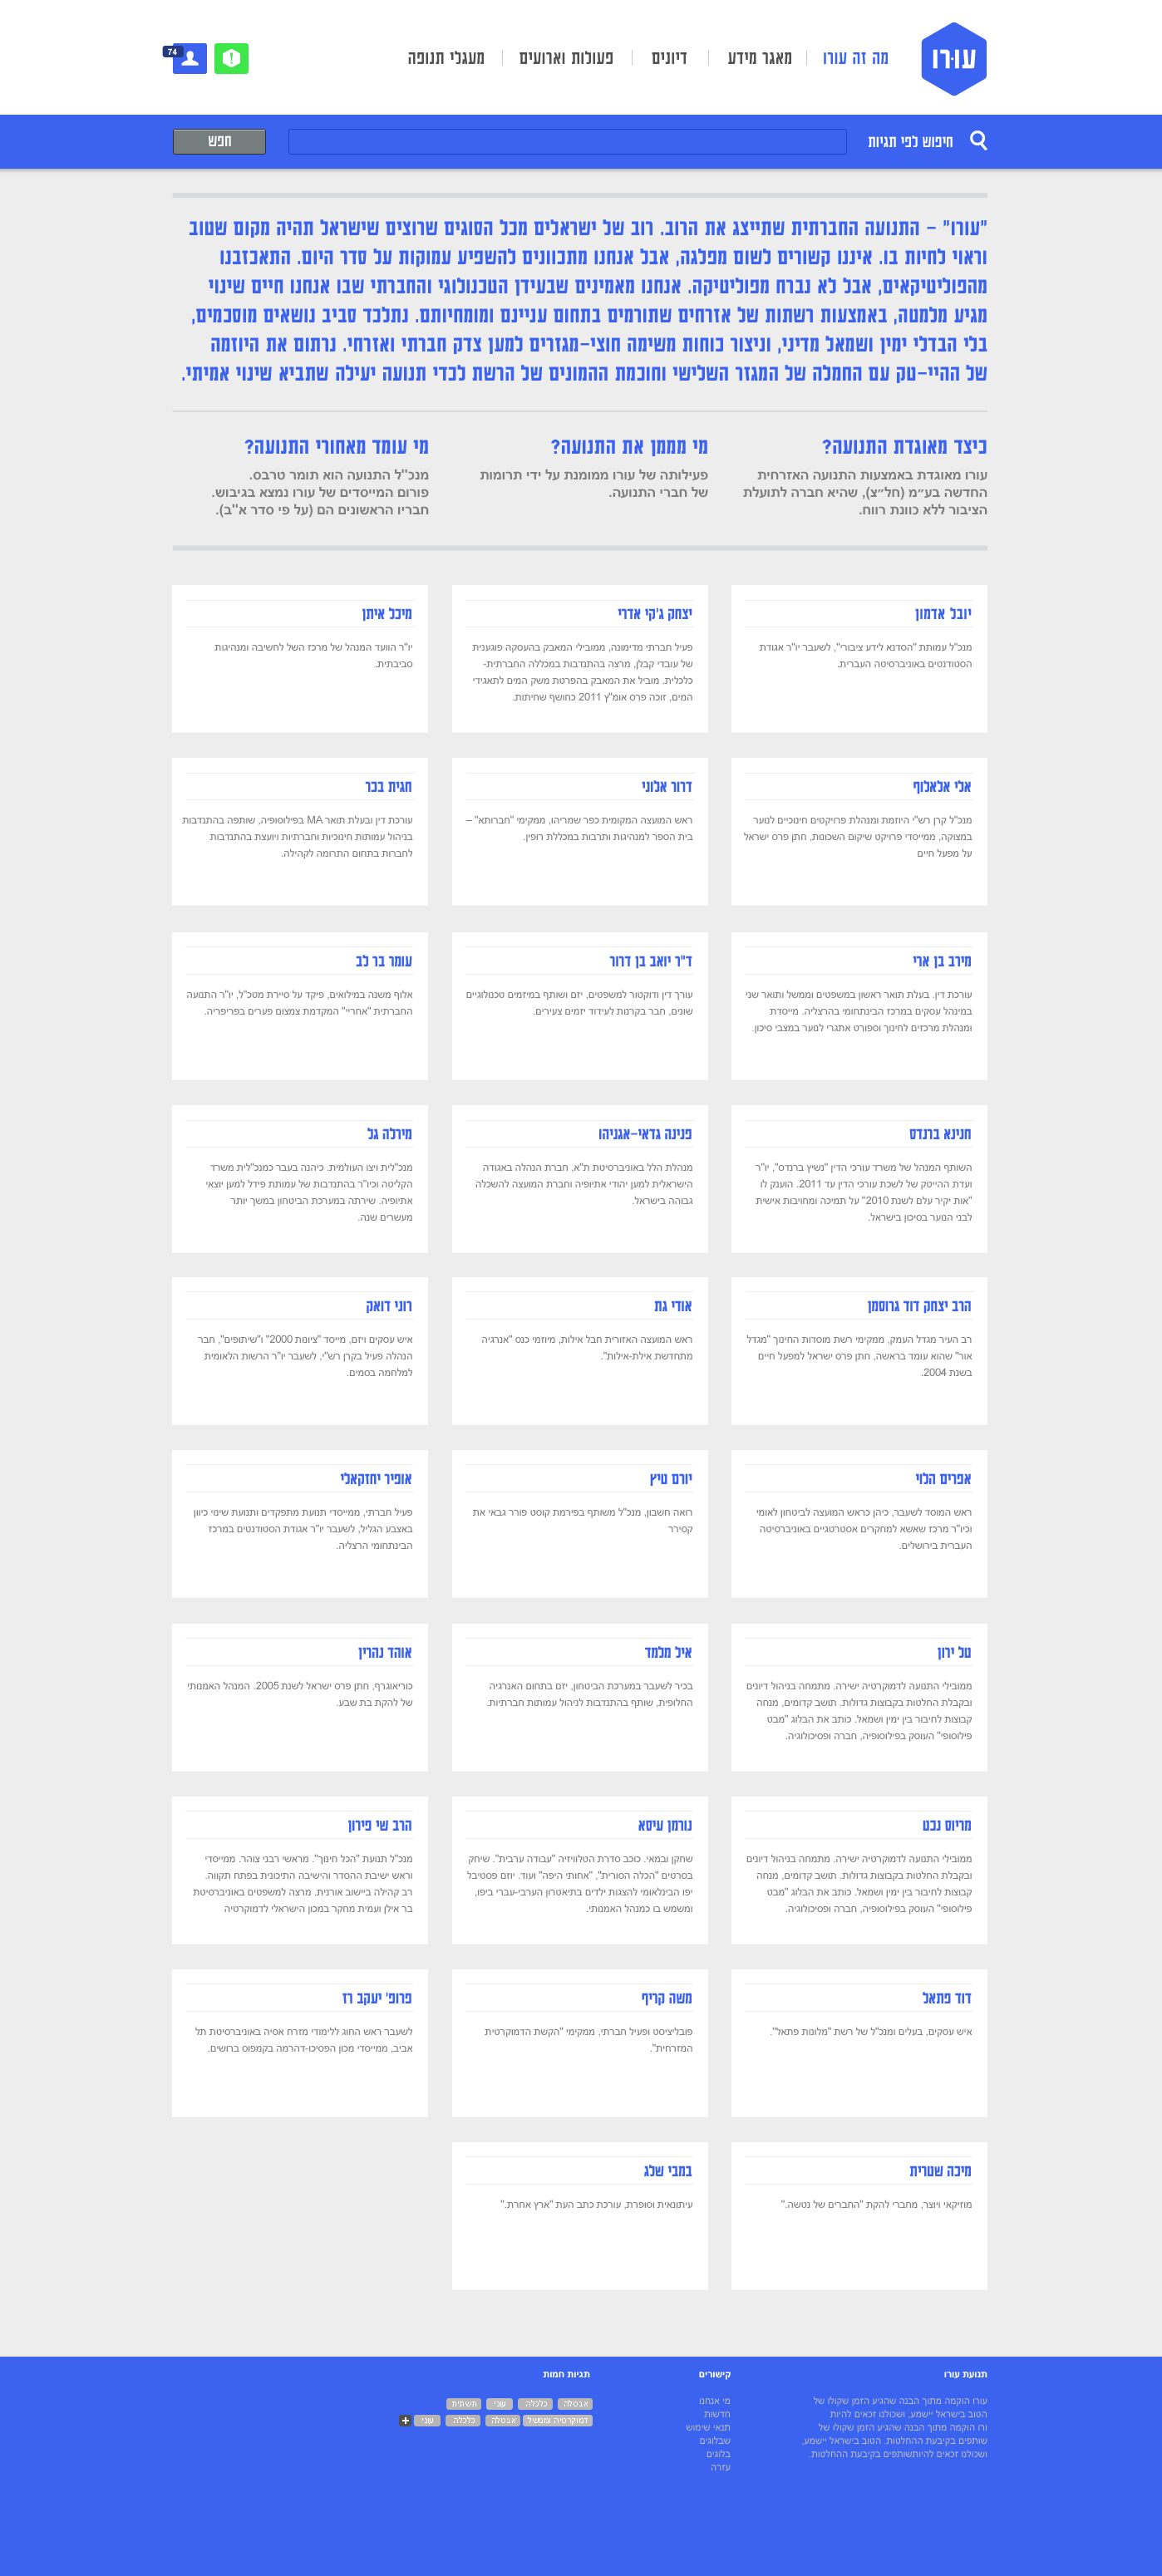 עורו
מה זה עורו
מאגר מידע
דיונים
פעולות וארועים
מעגלי תנופה
74
חיפוש לפי תגיות
חפש
"עורו" – התנועה החברתית שתייצג את הרוב. רוב של ישראלים מכל הסוגים שרוצים שישראל תהיה מקום שטוב
וראוי לחיות בו. איננו קשורים לשום מפלגה, אבל אנחנו מתכוונים להשפיע עמוקות על סדר היום. התאכזבנו
מהפוליטיקאים, אבל לא נברח מפוליטיקה. אנחנו מאמינים שבעידן הטכנולוגי והחברתי שבו אנחנו חיים שינוי
מגיע מלמטה, באמצעות רשתות של אזרחים שתורמים בתחום עניינם ומומחיותם. נתלכד סביב נושאים מוסכמים,
בלי הבדלי ימין ושמאל מדיני, וניצור כוחות משימה חוצי–מגזרים למען צדק חברתי ואזרחי. נרתום את היוזמה
של ההיי–טק עם החמלה של המגזר השלישי וחוכמת ההמונים של הרשת לכדי תנועה יעילה שתביא שינוי אמיתי.
כיצד מאוגדת התנועה?
עורו מאוגדת באמצעות התנועה האזרחית
החדשה בע״מ (חל״צ), שהיא חברה לתועלת
הציבור ללא כוונת רווח.
מי מממן את התנועה?
פעילותה של עורו ממומנת על ידי תרומות
של חברי התנועה.
מי עומד מאחורי התנועה?
מנכ"ל התנועה הוא תומר טרבס.
פורום המייסדים של עורו נמצא בגיבוש.
חבריו הראשונים הם (על פי סדר א"ב).
יובל אדמון
מנכ"ל עמותת "הסדנא לידע ציבורי", לשעבר יו"ר אגודת
הסטודנטים באוניברסיטה העברית.
יצחק ג'קי אדרי
פעיל חברתי מדימונה, ממובילי המאבק בהעסקה פוגענית
של עובדי קבלן, מרצה בהתנדבות במכללה החברתית-
כלכלית. מוביל את המאבק בהפרטת משק המים לתאגידי
המים, זוכה פרס אומ"ץ 2011 כחושף שחיתות.
מיכל איתן
יו"ר הוועד המנהל של מרכז השל לחשיבה ומנהיגות
סביבתית.
אלי אלאלוף
מנכ"ל קרן רש"י היוזמת ומנהלת פרויקטים חינוכיים לנוער
במצוקה, ממייסדי פרויקט שיקום השכונות, חתן פרס ישראל
על מפעל חיים
דרור אלוני
ראש המועצה המקומית כפר שמריהו, ממקימי "חברותא" –
בית הספר למנהיגות ותרבות במכללת רופין.
חגית בכר
עורכת דין ובעלת תואר MA בפילוסופיה, שותפה בהתנדבות
בניהול עמותות חינוכיות וחברתיות ויועצת בהתנדבות
לחברות בתחום התרומה לקהילה.
מירב בן ארי
עורכת דין. בעלת תואר ראשון במשפטים וממשל ותואר שני
במינהל עסקים במרכז הבינתחומי בהרצליה. מייסדת
ומנהלת מרכזים לחינוך וספורט אתגרי לנוער במצבי סיכון.
ד"ר יואב בן דרור
עורך דין ודוקטור למשפטים, יזם ושותף במיזמים טכנולוגיים
שונים, חבר בקרנות לעידוד יזמים צעירים.
עומר בר לב
אלוף משנה במילואים, פיקד על סיירת מטכ"ל, יו"ר התנועה
החברתית "אחריי" המקדמת צמצום פערים בפריפריה.
חנינא ברנדס
השותף המנהל של משרד עורכי הדין "נשיץ ברנדס", יו"ר
ועדת ההייטק של לשכת עורכי הדין עד 2011. הוענק לו
"אות יקיר עלם לשנת 2010" על תמיכה ומחויבות אישית
לבני הנוער בסיכון בישראל.
פנינה גדאי–אגניהו
מנהלת הלל באוניברסיטת ת"א, חברת הנהלה באגודה
הישראלית למען יהודי אתיופיה וחברת המועצה להשכלה
גבוהה בישראל.
מירלה גל
מנכ"לית ויצו העולמית. כיהנה בעבר כמנכ"לית משרד
הקליטה וכיו"ר בהתנדבות של עמותת פידל למען יוצאי
אתיופיה. שירתה במערכת הביטחון במשך יותר
מעשרים שנה.
הרב יצחק דוד גרוסמן
רב העיר מגדל העמק, ממקימי רשת מוסדות החינוך "מגדל
אור" שהוא עומד בראשה, חתן פרס ישראל למפעל חיים
בשנת 2004.
אודי גת
ראש המועצה האזורית חבל אילות, מיוזמי כנס "אנרגיה
מתחדשת אילת-אילות".
רוני דואק
איש עסקים ויזם, מייסד "ציונות 2000" ו"שיתופים", חבר
הנהלה פעיל בקרן רש"י, לשעבר יו"ר הרשות הלאומית
למלחמה בסמים.
אפרים הלוי
ראש המוסד לשעבר, כיהן כראש המועצה לביטחון לאומי
וכיו"ר מרכז שאשא למחקרים אסטרטגיים באוניברסיטה
העברית בירושלים.
יורם טיץ
רואה חשבון, מנכ"ל משותף בפירמת קוסט פורר גבאי את
קסירר
אופיר יחזקאלי
פעיל חברתי, ממייסדי תנועת מתפקדים ותנועת שינוי כיוון
באצבע הגליל, לשעבר יו"ר אגודת הסטודנטים במרכז
הבינתחומי הרצליה.
טל ירון
ממובילי התנועה לדמוקרטיה ישירה. מתמחה בניהול דיונים
ובקבלת החלטות בקבוצות גדולות. תושב קדומים, מנחה
קבוצות לחיבור בין ימין ושמאל. כותב את הבלוג "מבט
פילוסופי" העוסק בפילוסופיה, חברה ופסיכולוגיה.
איל מלמד
בכיר לשעבר במערכת הביטחון, יזם בתחום האנרגיה
החלופית, שותף בהתנדבות לניהול עמותות חברתיות.
אוהד נהרין
כוריאוגרף, חתן פרס ישראל לשנת 2005. המנהל האמנותי
של להקת בת שבע.
מריוס נבט
ממובילי התנועה לדמוקרטיה ישירה. מתמחה בניהול דיונים
ובקבלת החלטות בקבוצות גדולות. תושב קדומים, מנחה
קבוצות לחיבור בין ימין ושמאל. כותב את הבלוג "מבט
פילוסופי" העוסק בפילוסופיה, חברה ופסיכולוגיה.
נורמן עיסא
שחקן ובמאי. כוכב סדרת הטלוויזיה "עבודה ערבית". שיחק
בסרטים "הכלה הסורית", "אחותי היפה" ועוד. יוזם פסטיבל
יפו הבינלאומי להצגות ילדים בתיאטרון הערבי-עברי ביפו,
ומשמש בו כמנהל האמנותי.
הרב שי פירון
מנכ"ל תנועת "הכל חינוך". מראשי רבני צוהר. ממייסדי
וראש ישיבת ההסדר והישיבה התיכונית בפתח תקווה.
רב קהילה ביישוב אורנית. מרצה למשפטים באוניברסיטת
בר אילן ועמית מחקר במכון הישראלי לדמוקרטיה
דוד פתאל
איש עסקים, בעלים ומנכ"ל של רשת "מלונות פתאל".
משה קריף
פובליציסט ופעיל חברתי, ממקימי "הקשת הדמוקרטית
המזרחית".
פרופ' יעקב רז
לשעבר ראש החוג ללימודי מזרח אסיה באוניברסיטת תל
אביב, ממייסדי מכון הפסיכו-דהרמה בקמפוס ברושים.
מיכה שטרית
מוזיקאי ויוצר, מחברי להקת "החברים של נטשה."
במבי שלג
עיתונאית וסופרת, עורכת כתב העת "ארץ אחרת."
תנועת עורו
עורו הוקמה מתוך הבנה שהגיע הזמן שקולו של
הטוב בישראל יישמע, ושכולנו זכאים להיות
ורו הוקמה מתוך הבנה שהגיע הזמן שקולו של
שותפים בקביעת ההחלטות. הטוב בישראל יישמע,
ושכולנו זכאים להיותשותפים בקביעת ההחלטות.
קישורים
מי אנחנו
חדשות
תנאי שימוש
שבלוגים
בלוגים
עזרה
תגיות חמות
אבטלה
כלכלה
עוני
תשתית
דמוקרטיה וממשל
אבטלה
כלכלה
עוני